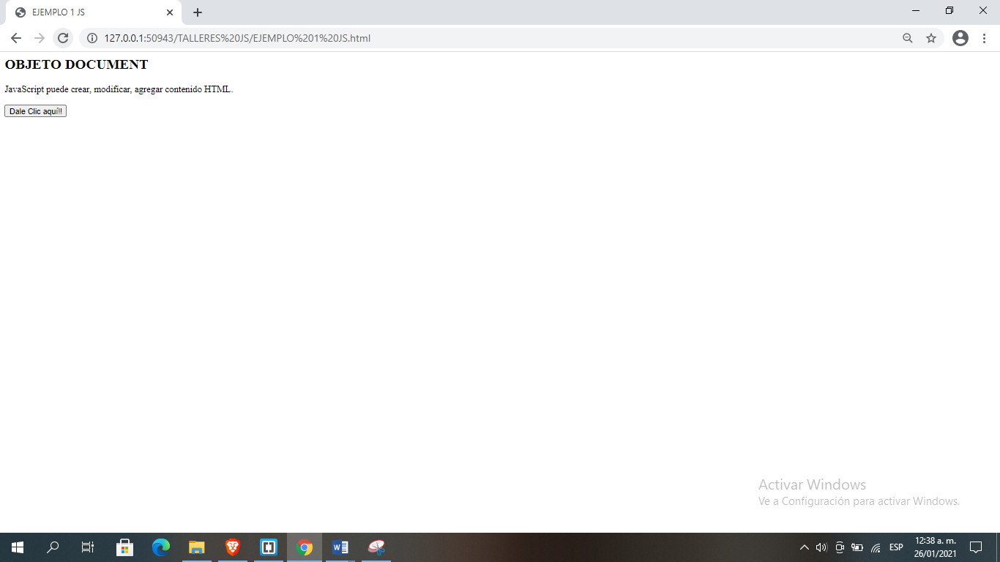 EJEMPLO 1 JS
127.0.0.1:50943/TALLERES%20JS/EJEMPLO%201%20JS.html
OBJETO DOCUMENT
JavaScript puede crear, modificar, agregar contenido HTML.
Dale Clic aquí!!
Activar Windows
Ve a Configuración para activar Windows.
ESP
12:38 a. m.
26/01/2021